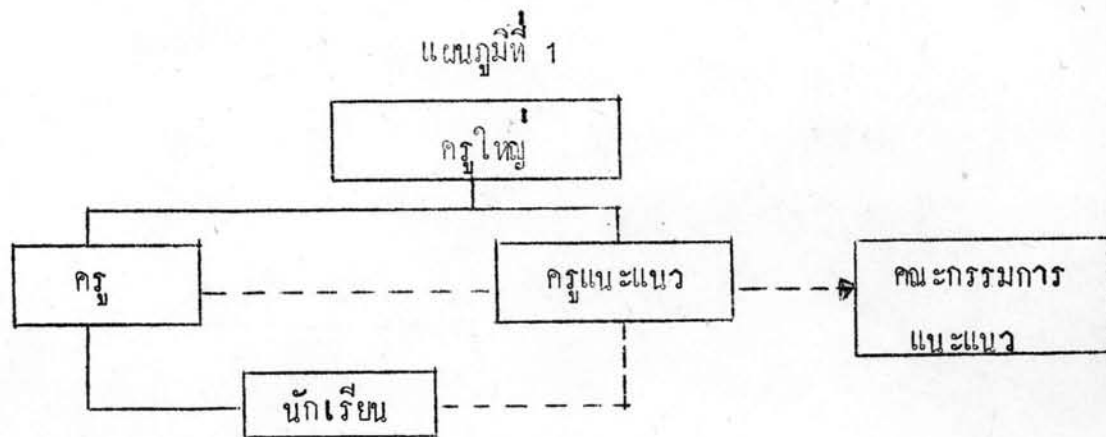 แผนภูมิที่ 1
ครูใหญ่
ครู
ครูแนะแนว
คณะกรรมการ
แนะแนว
นักเรียน